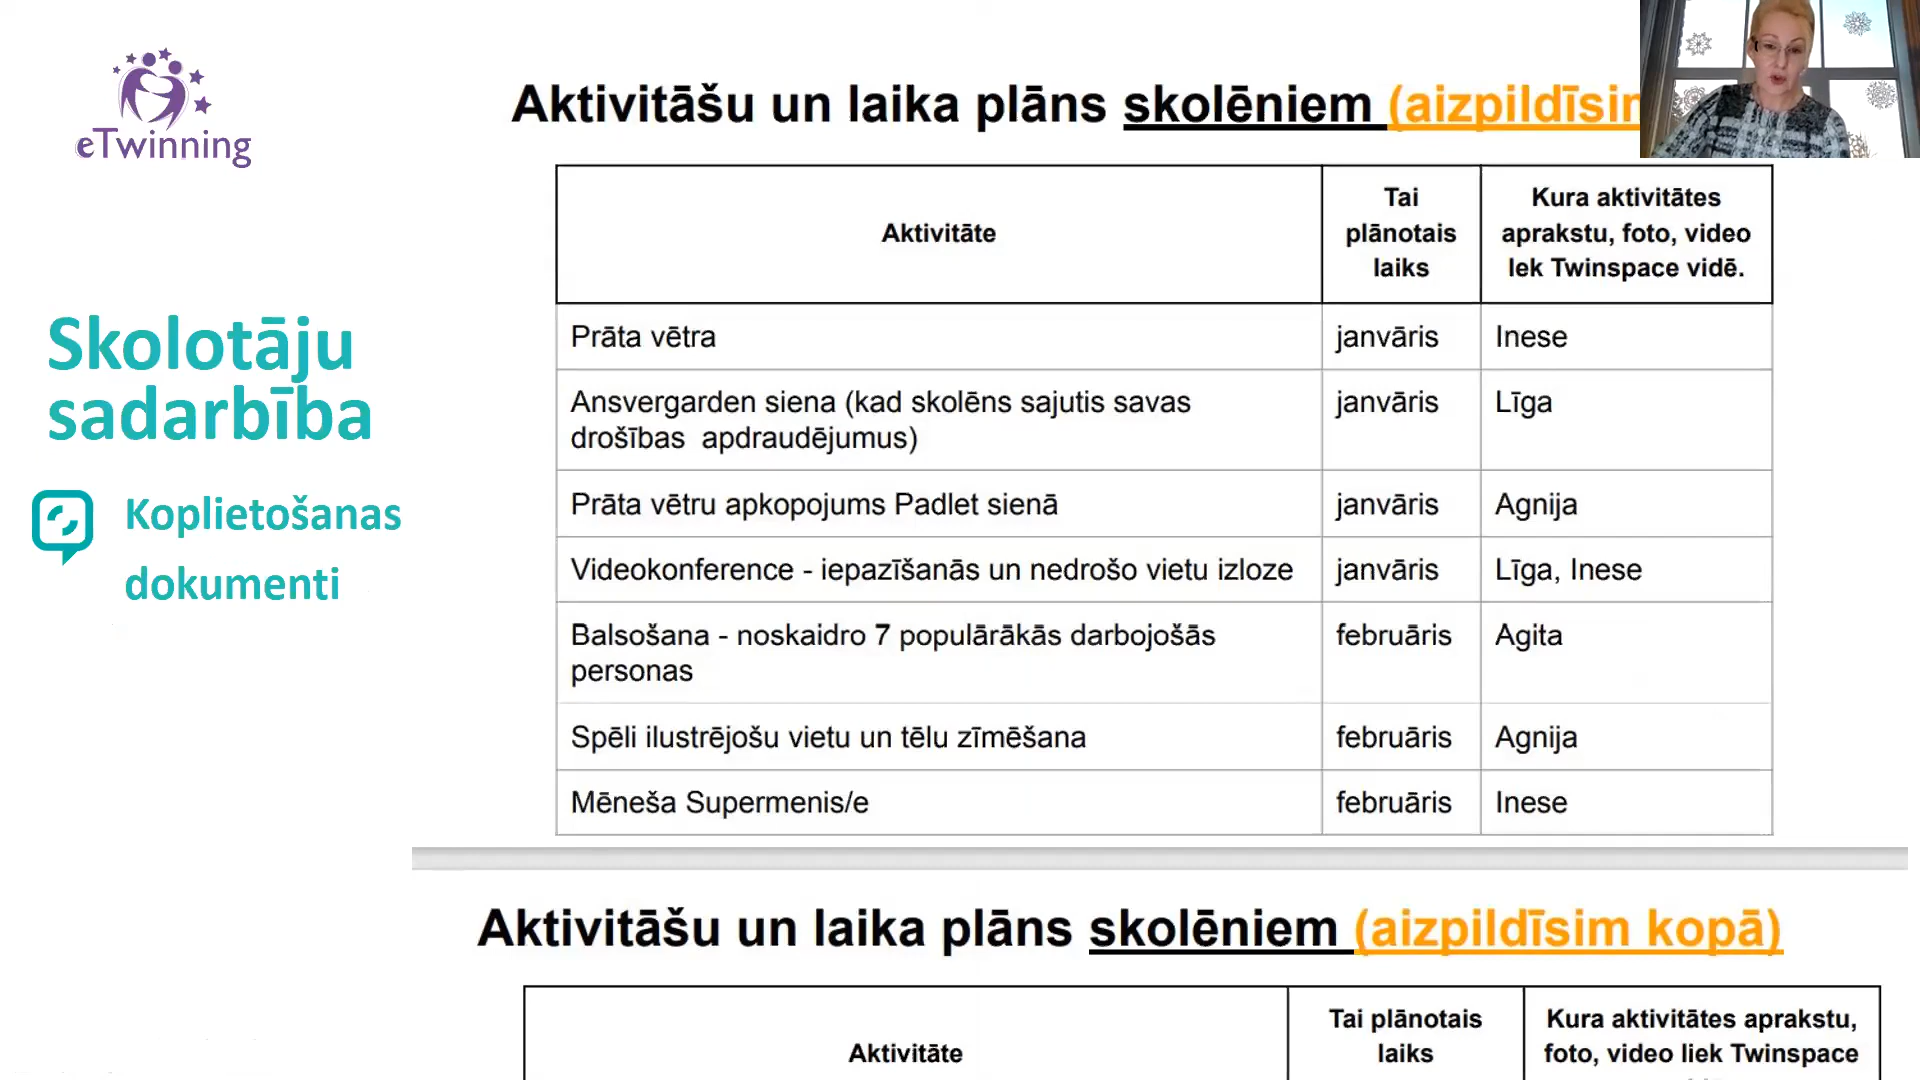 eTwinning
Skolotāju
sadarbība
Koplietošanas
dokumenti
Aktivitāšu un laika plāns skolēniem (aizpildīsim
Aktivitāte
Tai
plānotais
laiks
Kura aktivitātes
aprakstu, foto, video
lek Twinspace vidē.
Prāta vētra
janvāris
Inese
Ansvergarden siena (kad skolēns sajutis savas
drošības apdraudējumus)
janvāris
Līga
Prāta vētru apkopojums Padlet sienā
janvāris
Agnija
Videokonference - iepazīšanās un nedrošo vietu izloze
janvāris
Līga, Inese
Balsošana - noskaidro 7 populārākās darbojošās
personas
februāris
Agita
Spēli ilustrējošu vietu un tēlu zīmēšana
februāris
Agnija
Mēneša Supermenis/e
februāris
Inese
Aktivitāšu un laika plāns skolēniem (aizpildīsim kopā)
Aktivitāte
Tai plānotais
laiks
Kura aktivitātes aprakstu,
foto, video liek Twinspace